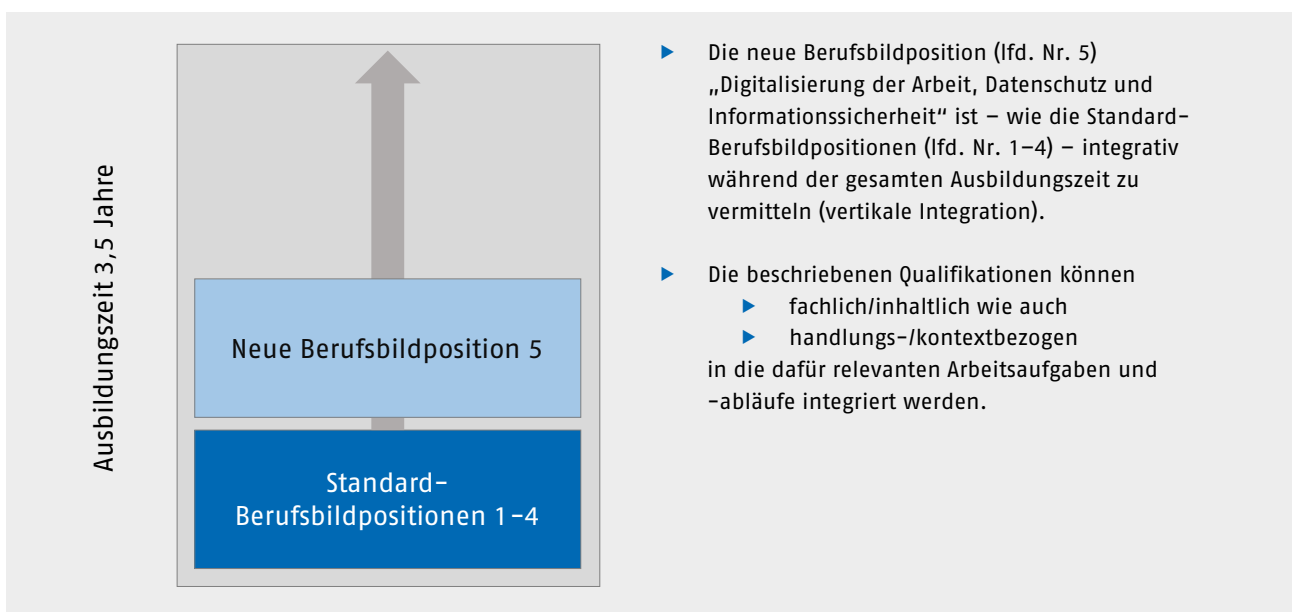 Ausbildungszeit 3,5 Jahre
Neue Berufsbildposition 5
Standard-
Berufsbildpositionen 1–4
▶ Die neue Berufsbildposition (lfd. Nr. 5)
„Digitalisierung der Arbeit, Datenschutz und
Informationssicherheit“ ist – wie die Standard-
Berufsbildpositionen (lfd. Nr. 1–4) – integrativ
während der gesamten Ausbildungszeit zu
vermitteln (vertikale Integration).
▶ Die beschriebenen Qualifikationen können
▶ fachlich/inhaltlich wie auch
▶ handlungs-/kontextbezogen
in die dafür relevanten Arbeitsaufgaben und
-abläufe integriert werden.